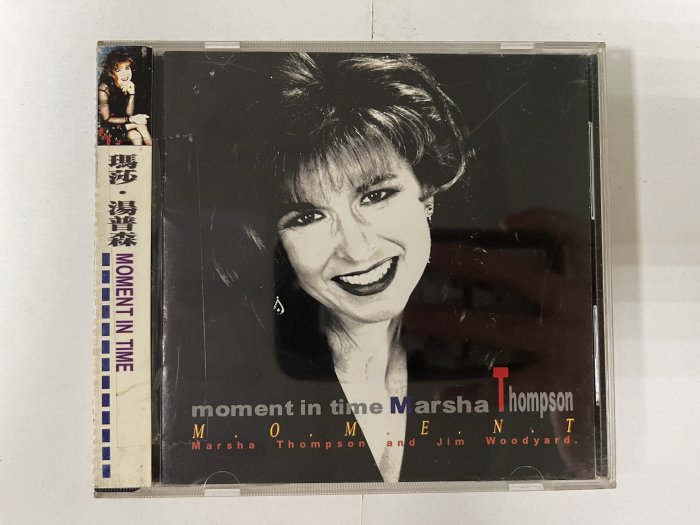 瑪莎・湯普森
MOMENT IN TIME
moment in time Marsha Thompson
M.O.M.E.N.T
Marsha Thompson and Jim Woodyard.